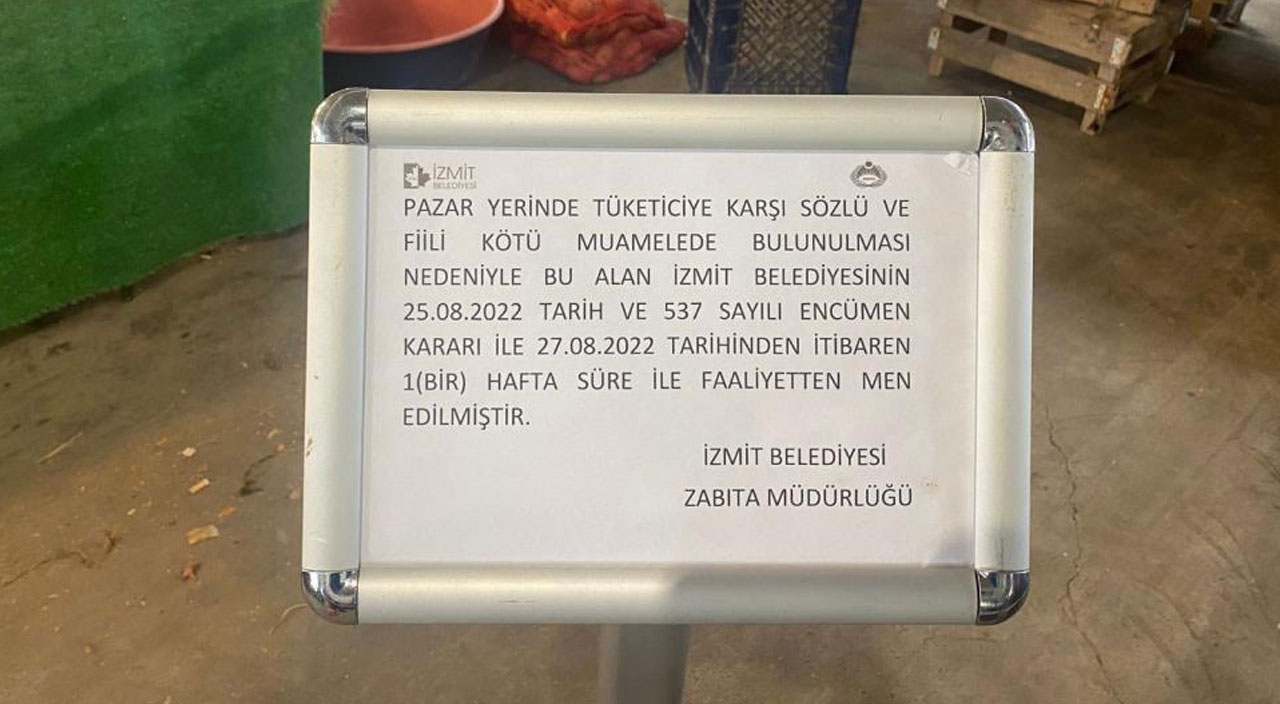 İZMİT
BELEDİYESİ
PAZAR YERİNDE TÜKETİCİYE KARŞI SÖZLÜ VE
FİİLİ KÖTÜ MUAMELEDE BULUNULMASI
NEDENİYLE BU ALAN İZMİT BELEDİYESİNİN
25.08.2022 TARİH VE 537 SAYILI ENCÜMEN
KARARI İLE 27.08.2022 TARİHİNDEN İTİBAREN
1(BİR) HAFTA SÜRE İLE FAALİYETTEN MEN
EDİLMİŞTİR.
İZMİT BELEDİYESİ
ZABITA MÜDÜRLÜĞÜ